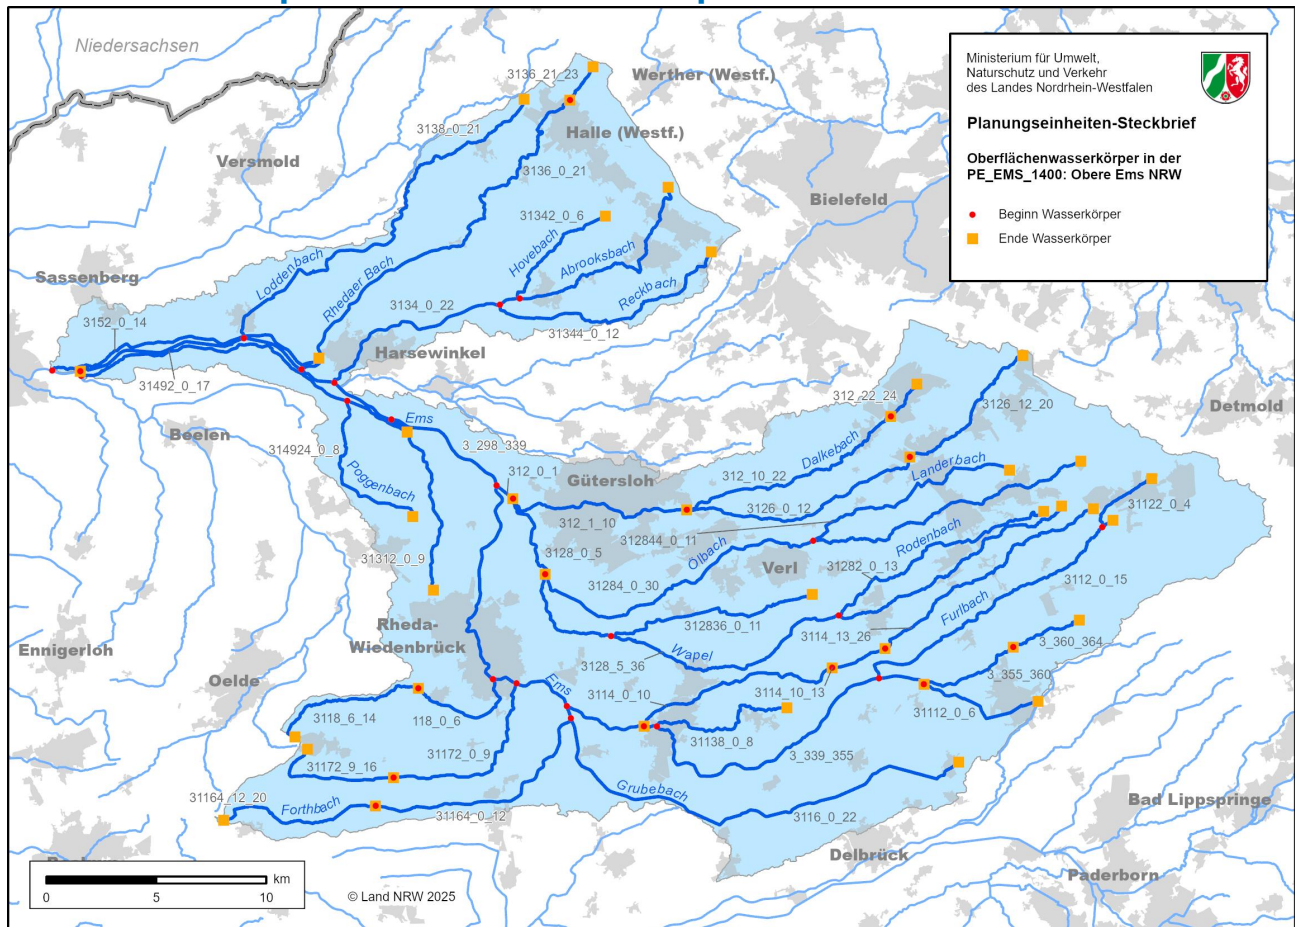 Niedersachsen
Werther (Westf.)
3136_21_23
Halle (Westf.)
3138_0_21
Versmold
3136_0_21
Bielefeld
31342_0_6
Hovebach
Abrooksbach
Loddenbach
Rhedaer Bach
Reckbach
Sassenberg
3152_0_14
3134_0_22
31344_0_12
Harsewinkel
31492_0_17
Beelen
Ems
3_298_339
314924_0_8
Poggenbach
312_0_1
Gütersloh
312_1_10
312_22_24
3126_12_20
Detmold
Dalkebach
Landerbach
312_10_22
3126_0_12
31122_0_4
312844_0_11
Rodenbach
Ölbach
3128_0_5
31312_0_9
Verl
31282_0_13
3112_0_15
31284_0_30
Furlbach
Rheda-
Wiedenbrück
312836_0_11
3114_13_26
3_360_364
Ennigerloh
Wapel
3128_5_36
3_355_360
Oelde
Ems
3114_0_10
3114_10_13
31112_0_6
3118_6_14
118_0_6
31138_0_8
3_339_355
31172_0_9
31172_9_16
31164_12_20
Forthbach
31164_0_12
Grubebach
3116_0_22
Bad Lippspringe
Delbrück
Paderborn
Ministerium für Umwelt,
Naturschutz und Verkehr
des Landes Nordrhein-Westfalen
Planungseinheiten-Steckbrief
Oberflächenwasserkörper in der
PE_EMS_1400: Obere Ems NRW
Beginn Wasserkörper
Ende Wasserkörper
km
0 5 10
© Land NRW 2025